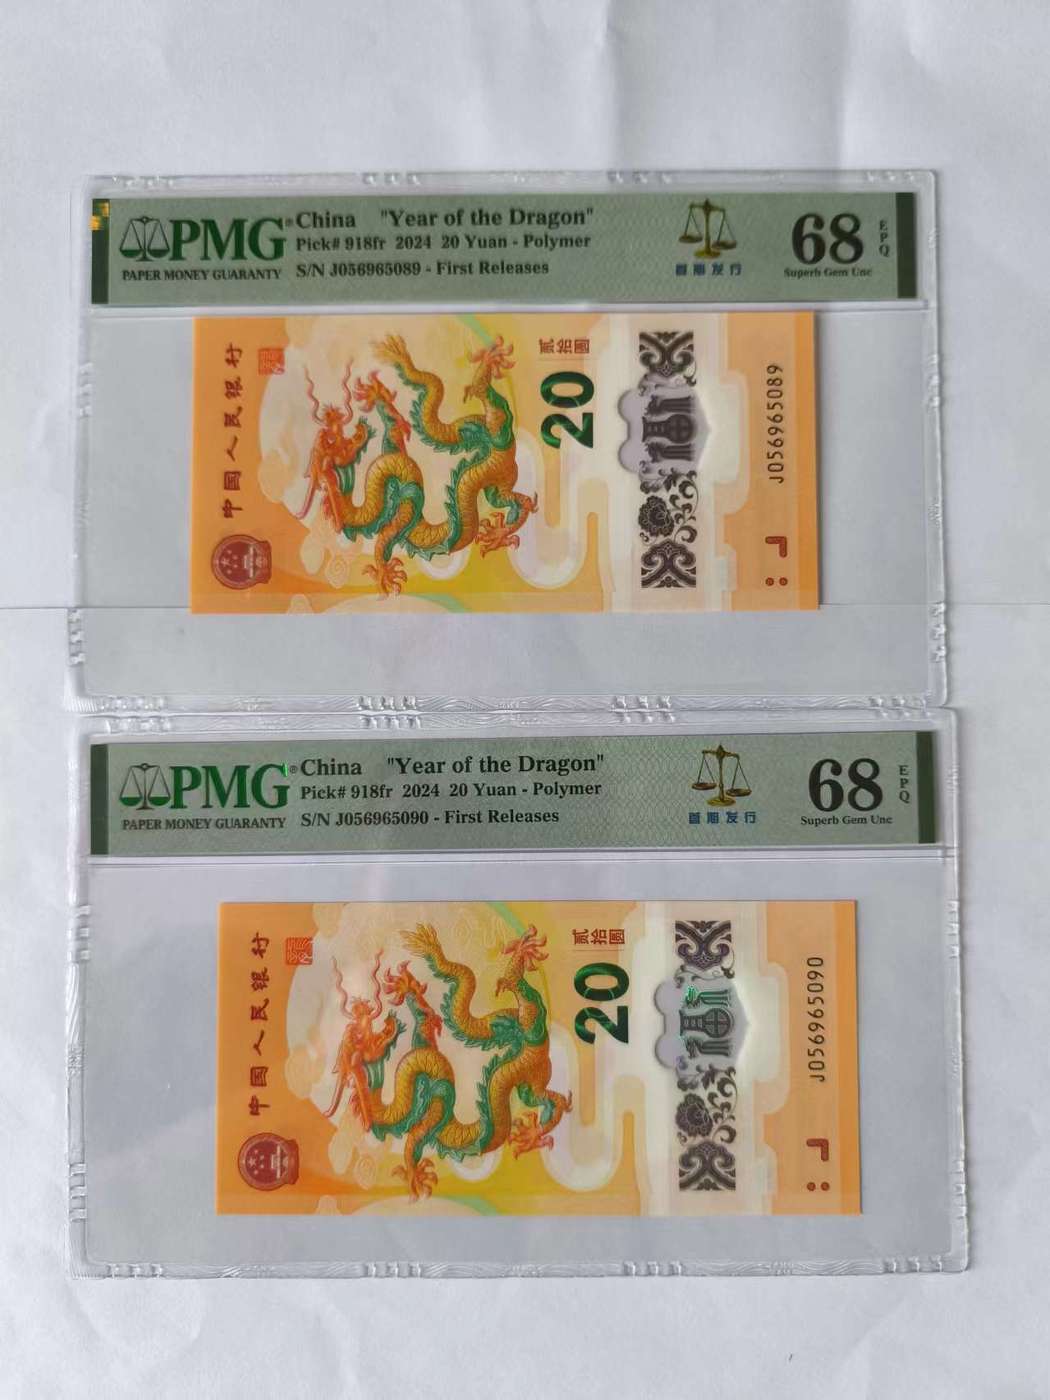 PMG
PAPER MONEY GUARANTY
China "Year of the Dragon"
Pick# 918fr 2024 20 Yuan - Polymer
S/N J056965089 - First Releases
首期发行
68
EPQ
Superb Gem Unc
中国人民银行
贰拾圆
20
J056965089
PMG
PAPER MONEY GUARANTY
China "Year of the Dragon"
Pick# 918fr 2024 20 Yuan - Polymer
S/N J056965090 - First Releases
首期发行
68
EPQ
Superb Gem Unc
中国人民银行
贰拾圆
20
J056965090